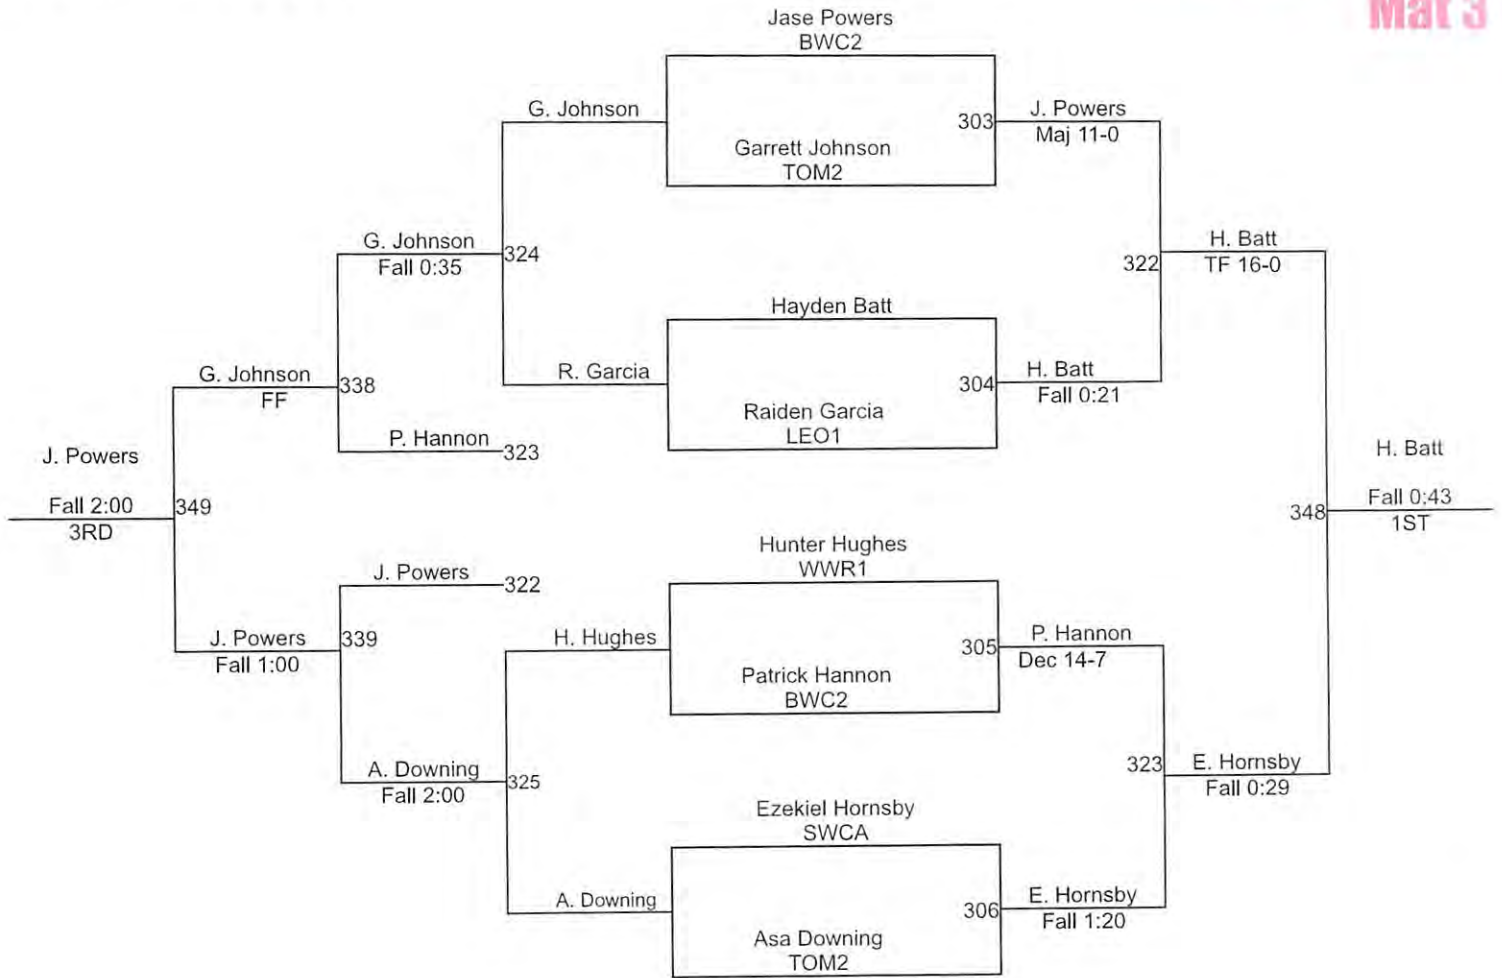 Mat 3
Jase Powers
BWC2
G. Johnson
303
J. Powers
Maj 11-0
Garrett Johnson
TOM2
G. Johnson
Fall 0:35
324
322
H. Batt
TF 16-0
Hayden Batt
G. Johnson
FF
338
R. Garcia
304
H. Batt
Fall 0:21
Raiden Garcia
LEO1
P. Hannon
323
J. Powers
Fall 2:00
3RD
349
H. Batt
348
Fall 0:43
1ST
Hunter Hughes
WWR1
J. Powers
322
J. Powers
Fall 1:00
339
H. Hughes
305
P. Hannon
Dec 14-7
Patrick Hannon
BWC2
A. Downing
Fall 2:00
325
323
E. Hornsby
Fall 0:29
Ezekiel Hornsby
SWCA
A. Downing
306
E. Hornsby
Fall 1:20
Asa Downing
TOM2